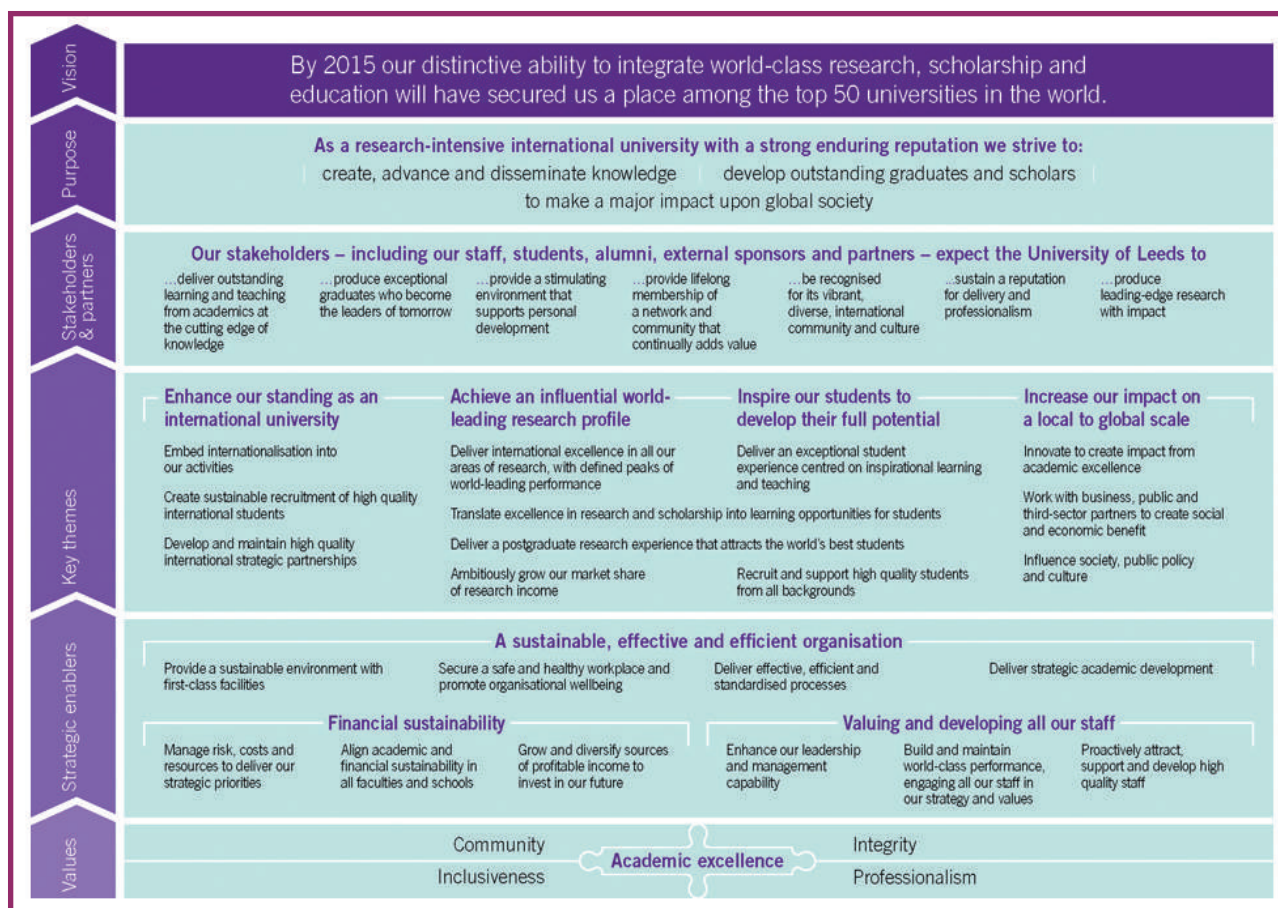 Vision
By 2015 our distinctive ability to integrate world-class research, scholarship and
education will have secured us a place among the top 50 universities in the world.
Purpose
As a research-intensive international university with a strong enduring reputation we strive to:
create, advance and disseminate knowledge
develop outstanding graduates and scholars
to make a major impact upon global society
Stakeholders
& partners
Our stakeholders – including our staff, students, alumni, external sponsors and partners – expect the University of Leeds to
…deliver outstanding
learning and teaching
from academics at
the cutting edge of
knowledge
…produce exceptional
graduates who become
the leaders of tomorrow
…provide a stimulating
environment that
supports personal
development
…provide lifelong
membership of
a network and
community that
continually adds value
…be recognised
for its vibrant,
diverse, international
community and culture
...sustain a reputation
for delivery and
professionalism
…produce
leading-edge research
with impact
Key themes
Enhance our standing as an
international university
Embed internationalisation into
our activities
Create sustainable recruitment of high quality
international students
Develop and maintain high quality
international strategic partnerships
Achieve an influential world-
leading research profile
Deliver international excellence in all our
areas of research, with defined peaks of
world-leading performance
Inspire our students to
develop their full potential
Deliver an exceptional student
experience centred on inspirational learning
and teaching
Translate excellence in research and scholarship into learning opportunities for students
Deliver a postgraduate research experience that attracts the world's best students
Ambitiously grow our market share
of research income
Recruit and support high quality students
from all backgrounds
Increase our impact on
a local to global scale
Innovate to create impact from
academic excellence
Work with business, public and
third-sector partners to create social
and economic benefit
Influence society, public policy
and culture
Strategic enablers
A sustainable, effective and efficient organisation
Provide a sustainable environment with
first-class facilities
Secure a safe and healthy workplace and
promote organisational wellbeing
Deliver effective, efficient and
standardised processes
Deliver strategic academic development
Financial sustainability
Manage risk, costs and
resources to deliver our
strategic priorities
Align academic and
financial sustainability in
all faculties and schools
Grow and diversify sources
of profitable income to
invest in our future
Valuing and developing all our staff
Enhance our leadership
and management
capability
Build and maintain
world-class performance,
engaging all our staff in
our strategy and values
Proactively attract,
support and develop high
quality staff
Values
Community
Integrity
Academic excellence
Inclusiveness
Professionalism